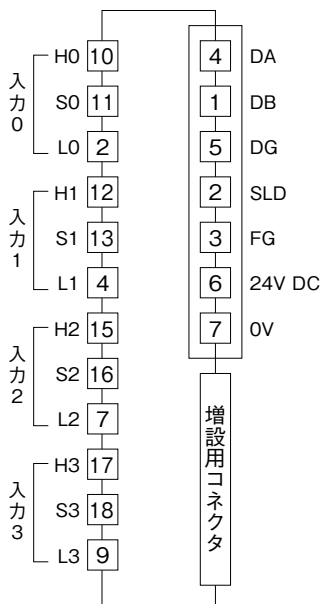 入力0
H0 10
S0 11
L0 2
入力1
H1 12
S1 13
L1 4
入力2
H2 15
S2 16
L2 7
入力3
H3 17
S3 18
L3 9
4 DA
1 DB
5 DG
2 SLD
3 FG
6 24V DC
7 0V
増設用コネクタ